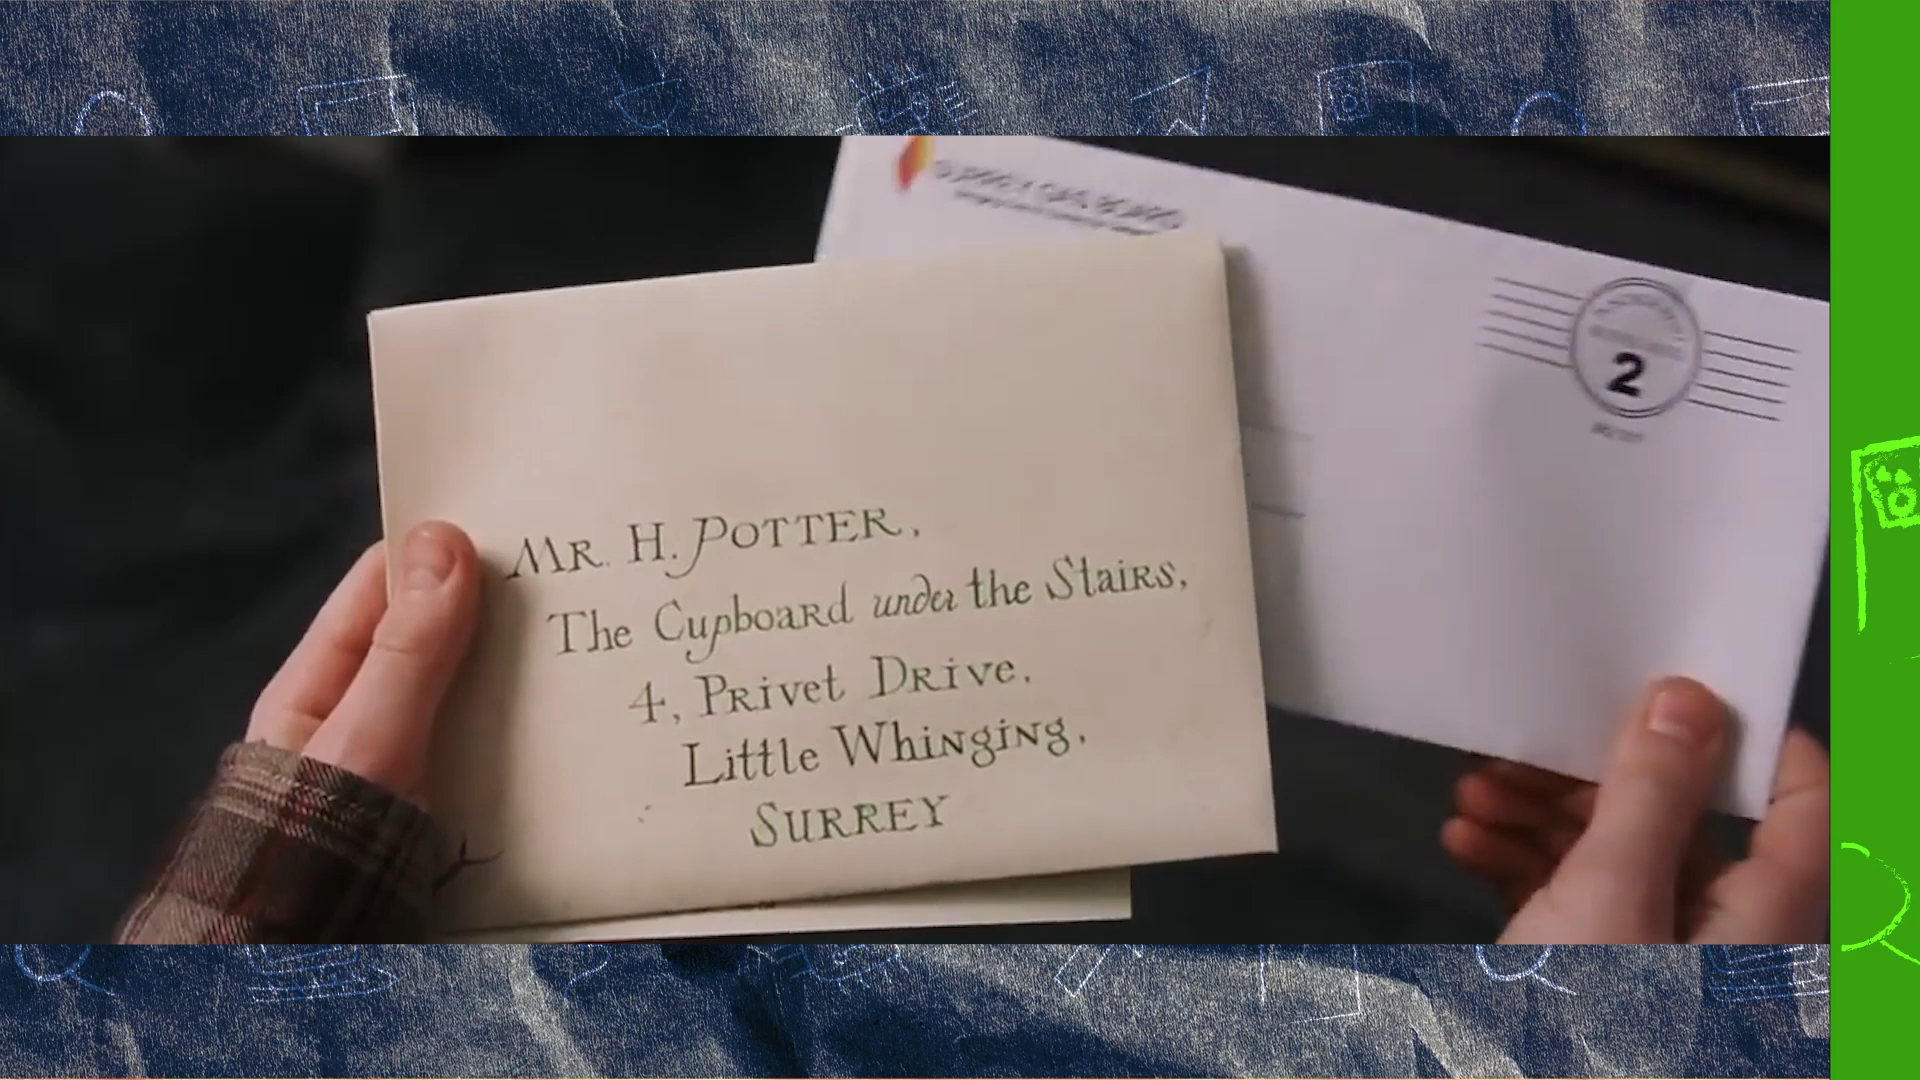 2
Mr. H. Potter,
The Cupboard under the Stairs,
4, Privet Drive,
Little Whinging,
SURREY